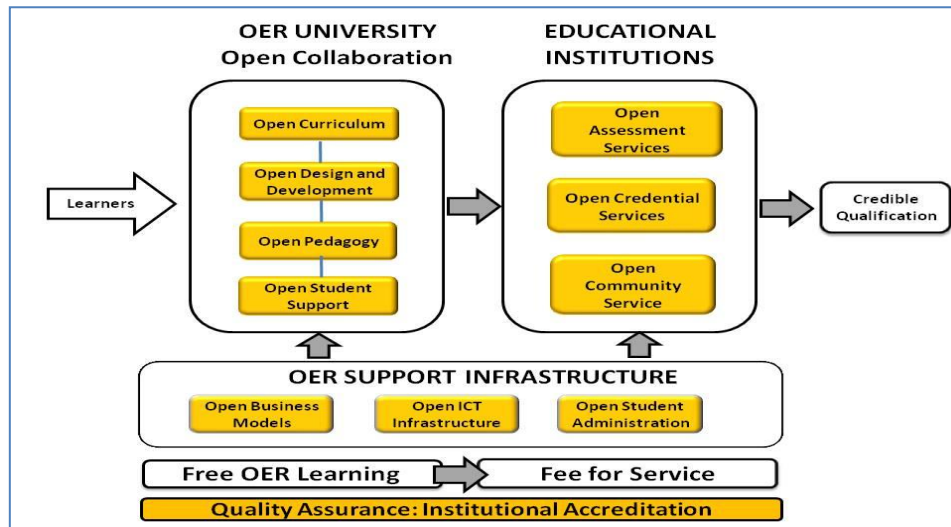 OER UNIVERSITY
Open Collaboration
EDUCATIONAL
INSTITUTIONS
Learners
Open Curriculum
Open Design and
Development
Open Pedagogy
Open Student
Support
Open
Assessment
Services
Open Credential
Services
Open
Community
Service
Credible
Qualification
OER SUPPORT INFRASTRUCTURE
Open Business
Models
Open ICT
Infrastructure
Open Student
Administration
Free OER Learning
Fee for Service
Quality Assurance: Institutional Accreditation